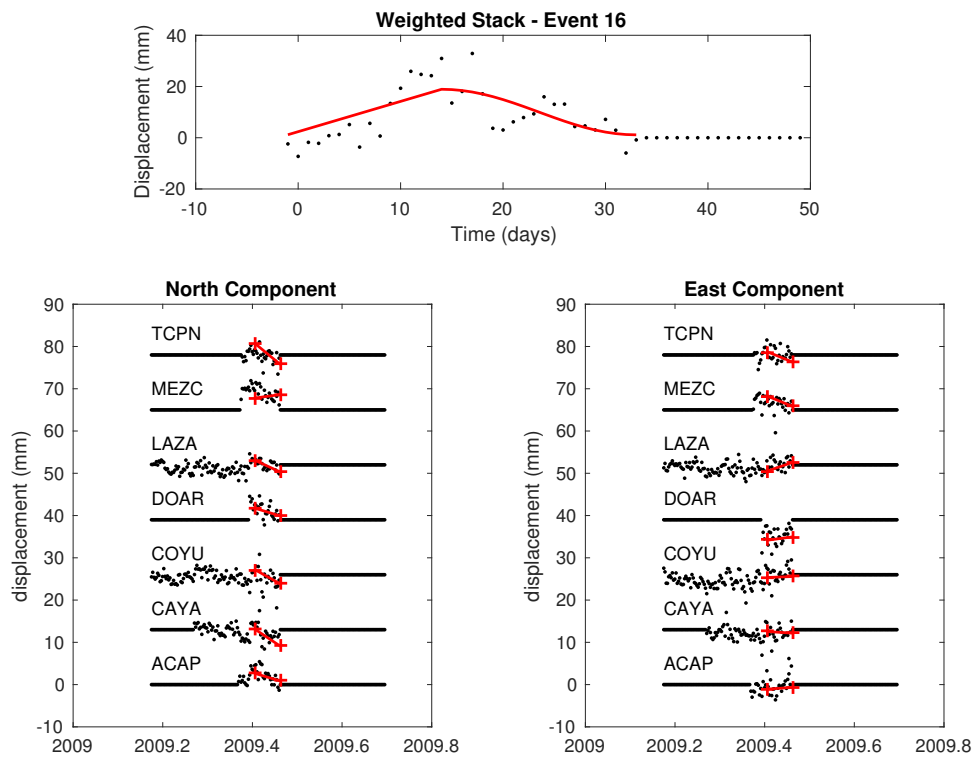 Weighted Stack - Event 16
Displacement (mm)
40
20
0
-20
-10 0 10 20 30 40 50
Time (days)
North Component
displacement (mm)
90
80
70
60
50
40
30
20
10
0
-10
TCPN
MEZC
LAZA
DOAR
COYU
CAYA
ACAP
2009 2009.2 2009.4 2009.6 2009.8
East Component
displacement (mm)
90
80
70
60
50
40
30
20
10
0
-10
TCPN
MEZC
LAZA
DOAR
COYU
CAYA
ACAP
2009 2009.2 2009.4 2009.6 2009.8